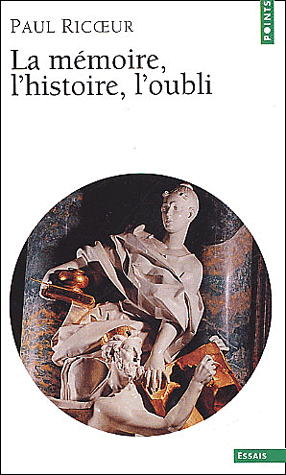 PAUL RICŒUR
POINTS
La mémoire,
l'histoire, l'oubli
ESSAIS